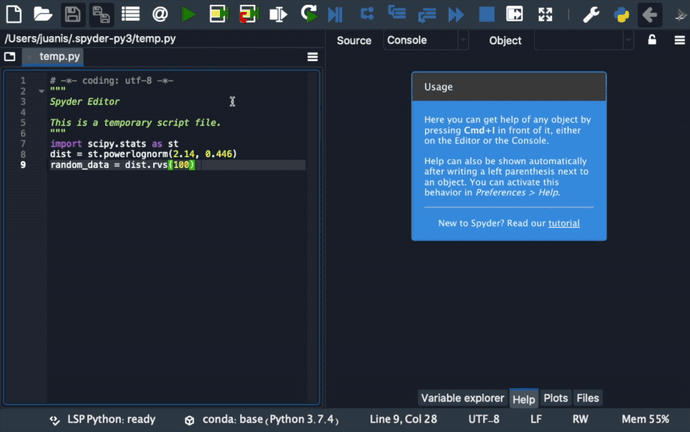 /Users/juanis/.spyder-py3/temp.py
Source Console Object
temp.py
1 # -*- coding: utf-8 -*-
2 """
3 Spyder Editor
4
5 This is a temporary script file.
6 """
7 import scipy.stats as st
8 dist = st.powerlognorm(2.14, 0.446)
9 random_data = dist.rvs(100)
Usage
Here you can get help of any object by
pressing Cmd+I in front of it, either
on the Editor or the Console.
Help can also be shown automatically
after writing a left parenthesis next to
an object. You can activate this
behavior in Preferences > Help.
New to Spyder? Read our tutorial
Variable explorer Help Plots Files
LSP Python: ready conda: base (Python 3.7.4) Line 9, Col 28 UTF-8 LF RW Mem 55%